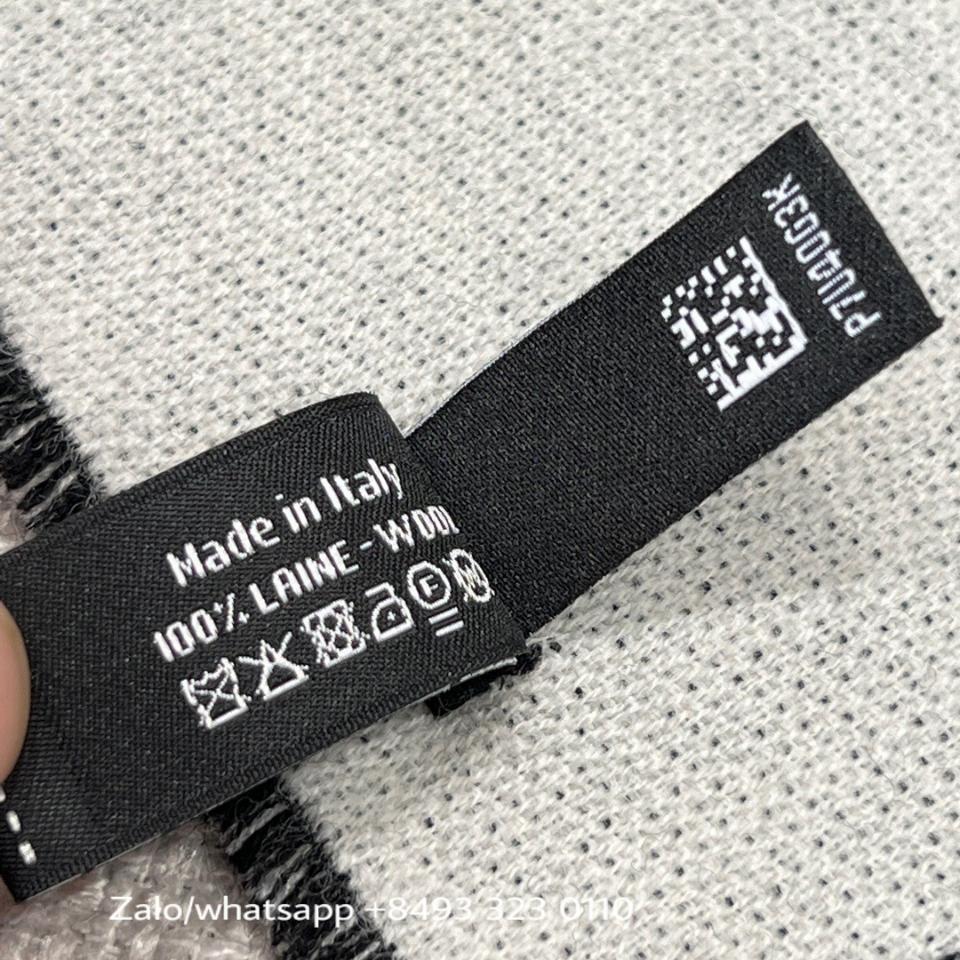 P7U4003K
Made in Italy
100% LAINE - WOOL
Zalo/whatsapp +8493 323 0110